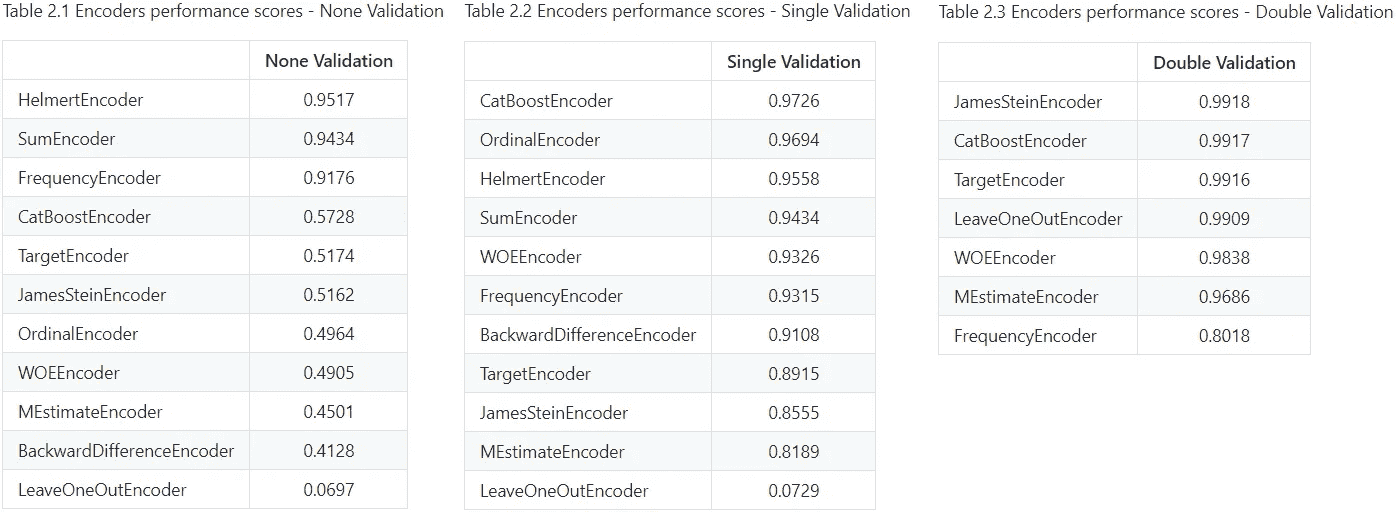 Table 2.1 Encoders performance scores - None Validation
None Validation
HelmertEncoder 0.9517
SumEncoder 0.9434
FrequencyEncoder 0.9176
CatBoostEncoder 0.5728
TargetEncoder 0.5174
JamesSteinEncoder 0.5162
OrdinalEncoder 0.4964
WOEEncoder 0.4905
MEstimateEncoder 0.4501
BackwardDifferenceEncoder 0.4128
LeaveOneOutEncoder 0.0697
Table 2.2 Encoders performance scores - Single Validation
Single Validation
CatBoostEncoder 0.9726
OrdinalEncoder 0.9694
HelmertEncoder 0.9558
SumEncoder 0.9434
WOEEncoder 0.9326
FrequencyEncoder 0.9315
BackwardDifferenceEncoder 0.9108
TargetEncoder 0.8915
JamesSteinEncoder 0.8555
MEstimateEncoder 0.8189
LeaveOneOutEncoder 0.0729
Table 2.3 Encoders performance scores - Double Validation
Double Validation
JamesSteinEncoder 0.9918
CatBoostEncoder 0.9917
TargetEncoder 0.9916
LeaveOneOutEncoder 0.9909
WOEEncoder 0.9838
MEstimateEncoder 0.9686
FrequencyEncoder 0.8018